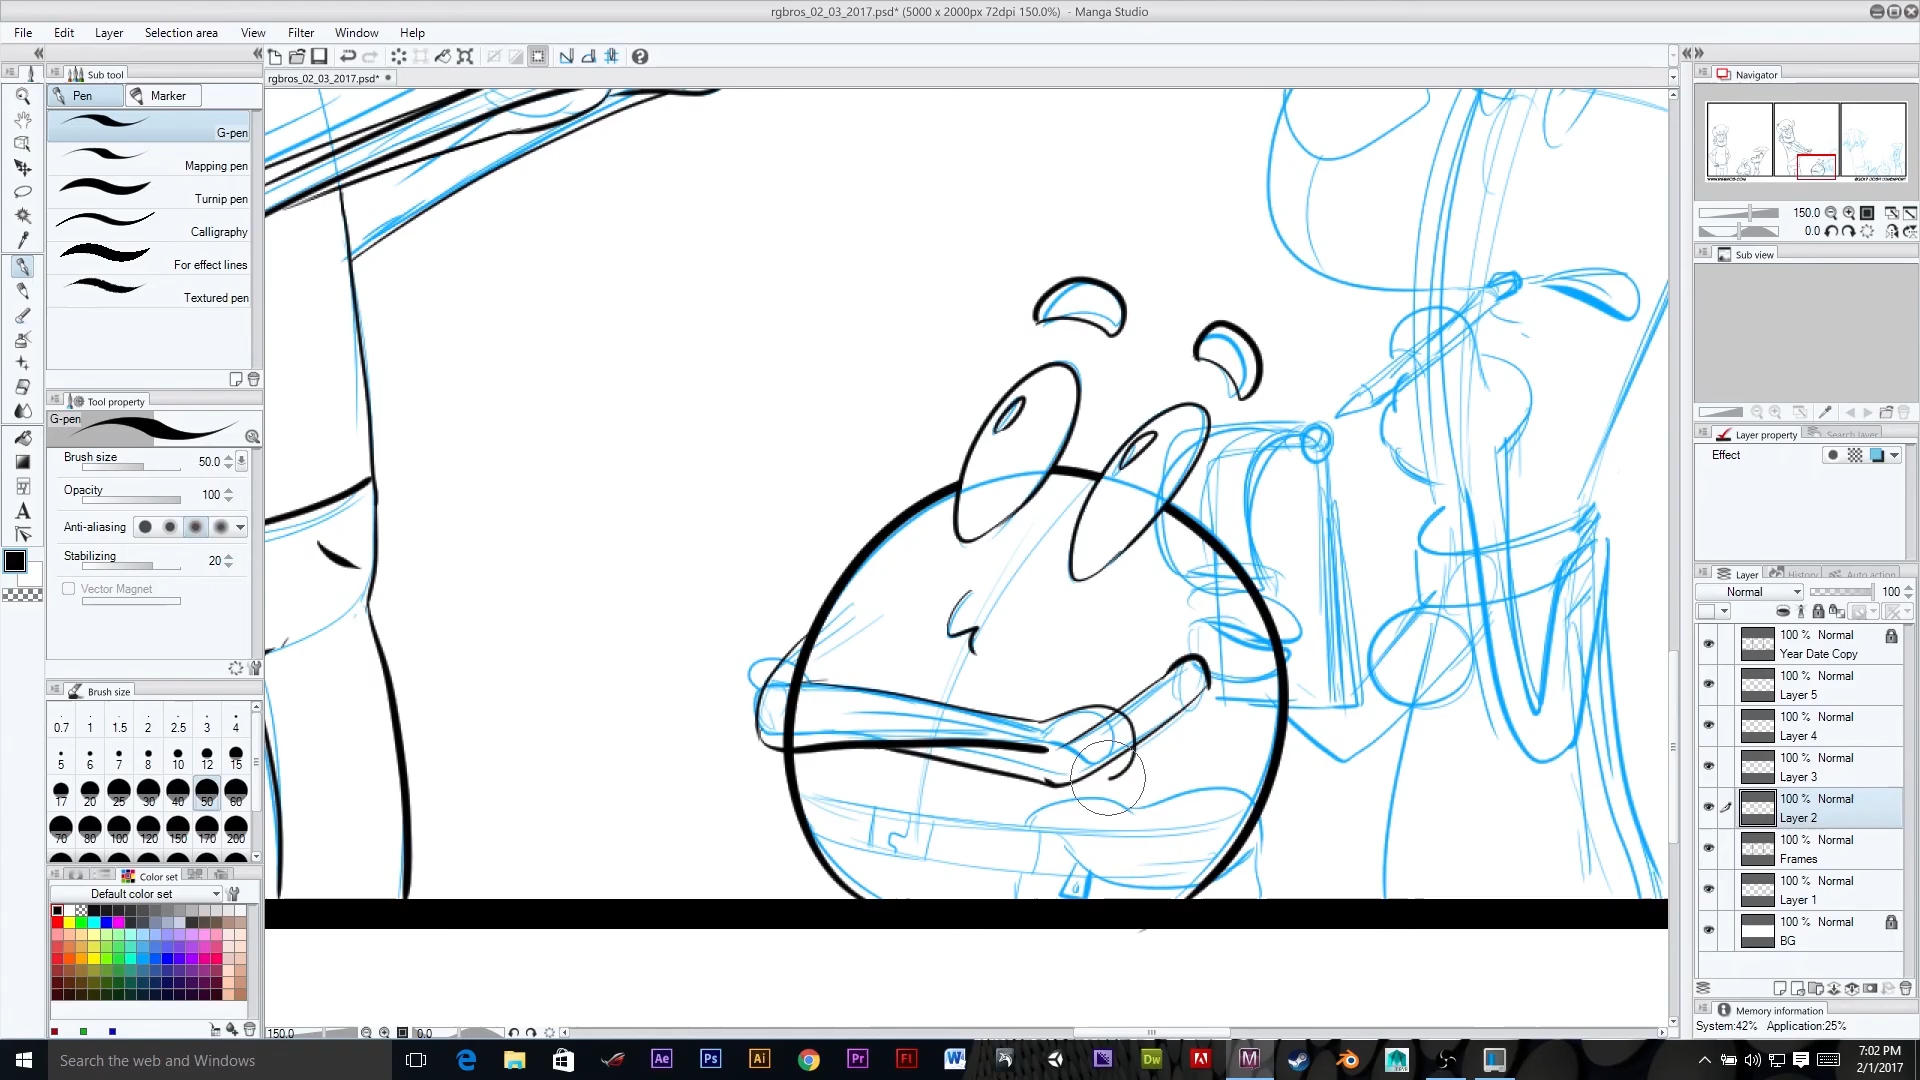 rgbros_02_03_2017.psd* (5000 x 2000px 72dpi 150.0%) - Manga Studio
File Edit Layer Selection area View Filter Window Help
rgbros_02_03_2017.psd*
Sub tool
Pen Marker
G-pen
Mapping pen
Turnip pen
Calligraphy
For effect lines
Textured pen
Tool property
G-pen
Brush size 50.0
Opacity 100
Anti-aliasing
Stabilizing 20
Vector Magnet
Brush size
0.7 1 1.5 2 2.5 3 4
5 6 7 8 10 12 15
17 20 25 30 40 50 60
70 80 100 120 150 170 200
Color set
Default color set
150.0 0.0
Navigator
150.0
0.0
Sub view
Layer property Search layer
Effect
Layer History Auto action
Normal 100
100 % Normal
Year Date Copy
100 % Normal
Layer 5
100 % Normal
Layer 4
100 % Normal
Layer 3
100 % Normal
Layer 2
100 % Normal
Frames
100 % Normal
Layer 1
100 % Normal
BG
Memory information
System:42% Application:25%
Search the web and Windows
Ae Ps Ai Pr Fl W Dw M
7:02 PM
2/1/2017